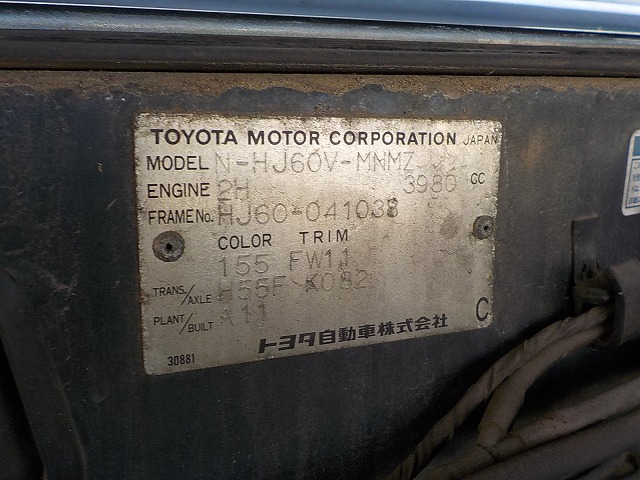 TOYOTA MOTOR CORPORATION JAPAN
MODEL N-HJ60V-MNMZ
ENGINE 2H 3980 CC
FRAME No. HJ60-041038
COLOR TRIM
155 FW11
TRANS./AXLE H55F K082
PLANT/BUILT A11
C
トヨタ自動車株式会社
30881